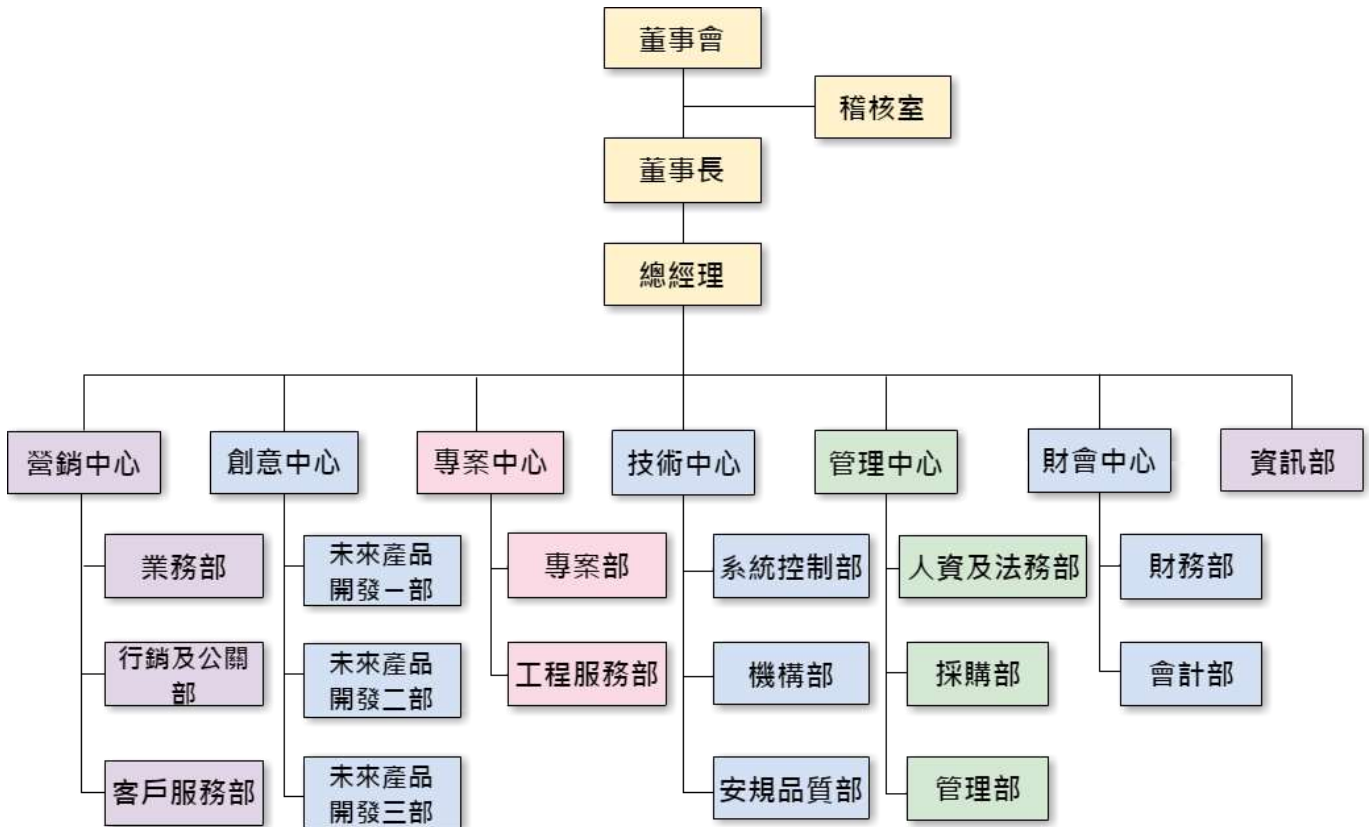 董事會
稽核室
董事長
總經理
營銷中心
創意中心
專案中心
技術中心
管理中心
財會中心
資訊部
業務部
未來產品
開發一部
專案部
系統控制部
人資及法務部
財務部
行銷及公關
部
未來產品
開發二部
工程服務部
機構部
採購部
會計部
客戶服務部
未來產品
開發三部
安規品質部
管理部